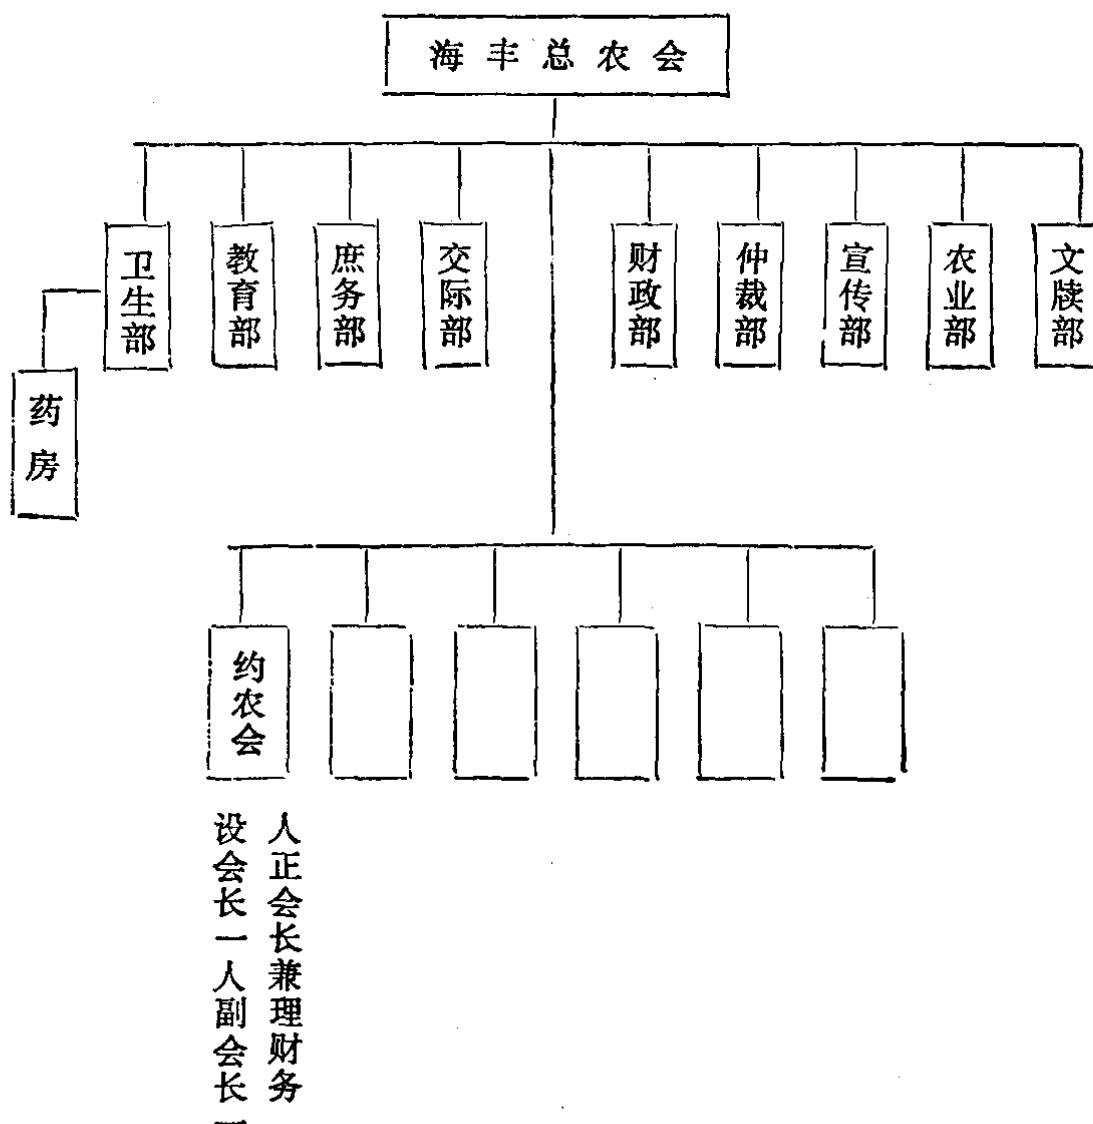 海丰总农会
卫生部
教育部
庶务部
交际部
财政部
仲裁部
宣传部
农业部
文牍部
药房
约农会
设会长一人副会长一
人正会长兼理财务